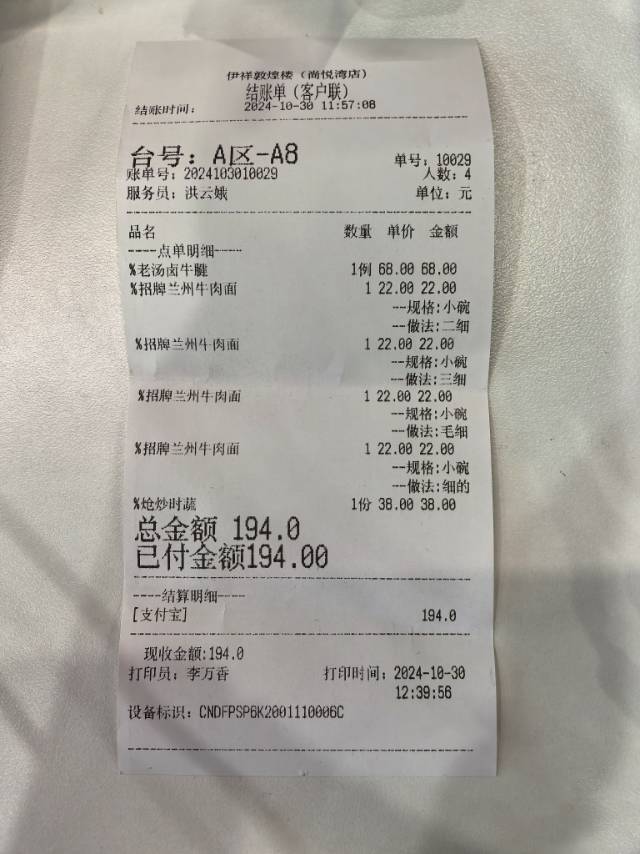 伊祥敦煌楼（尚悦湾店）
结账单（客户联）
结账时间： 2024-10-30 11:57:08
台号：A区-A8 单号：10029
账单号：2024103010029 人数：4
服务员：洪云娥 单位：元
品名 数量 单价 金额
----点单明细-----
%老汤卤牛腱 1例 68.00 68.00
%招牌兰州牛肉面 1 22.00 22.00
--规格:小碗
--做法:二细
%招牌兰州牛肉面 1 22.00 22.00
--规格:小碗
--做法:三细
%招牌兰州牛肉面 1 22.00 22.00
--规格:小碗
--做法:毛细
%招牌兰州牛肉面 1 22.00 22.00
--规格:小碗
--做法:细的
%炝炒时蔬 1份 38.00 38.00
总金额 194.0
已付金额194.00
----结算明细----
[支付宝] 194.0
现收金额:194.0
打印员：李万香 打印时间：2024-10-30
12:39:56
设备标识：CNDFPSP6K2001110006C